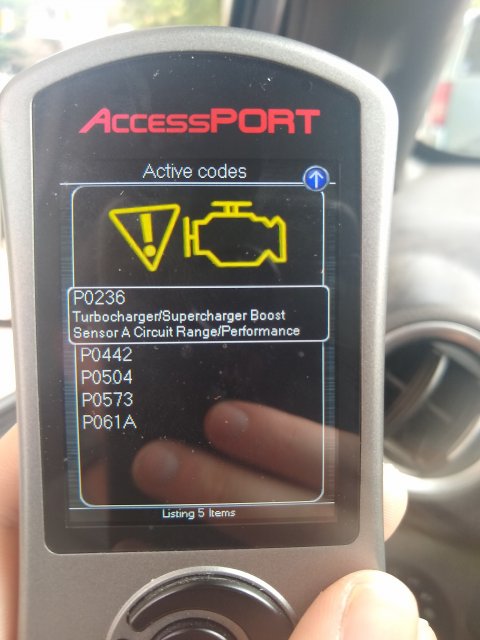 AccessPORT
Active codes
P0236
Turbocharger/Supercharger Boost
Sensor A Circuit Range/Performance
P0442
P0504
P0573
P061A
Listing 5 Items